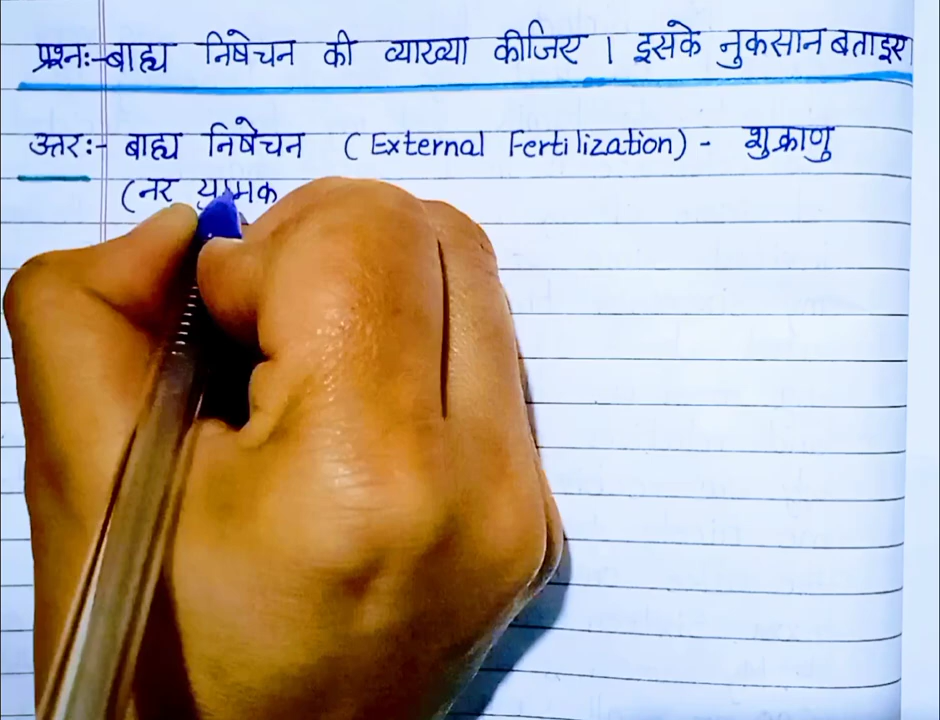 प्रश्नः-बाह्य निषेचन की व्याख्या कीजिए । इसके नुकसान बताइए
उत्तरः- बाह्य निषेचन (External Fertilization) - शुक्राणु
(नर युग्मक